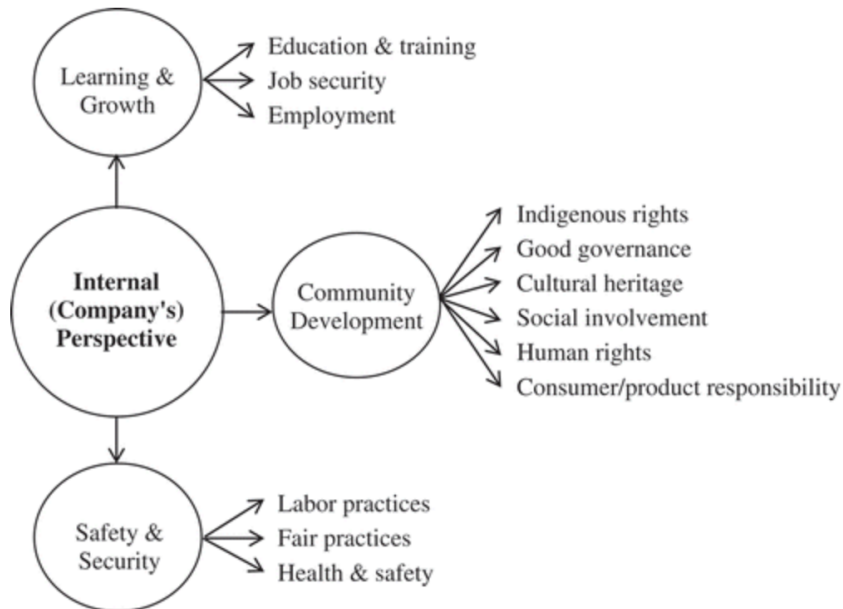 Learning &
Growth
Education & training
Job security
Employment
Internal
(Company's)
Perspective
Community
Development
Indigenous rights
Good governance
Cultural heritage
Social involvement
Human rights
Consumer/product responsibility
Safety &
Security
Labor practices
Fair practices
Health & safety